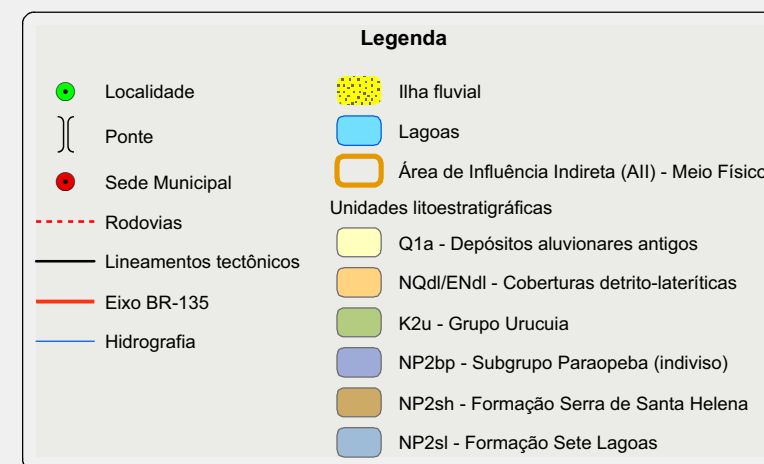 Legenda
Localidade
Ponte
Sede Municipal
Rodovias
Lineamentos tectônicos
Eixo BR-135
Hidrografia
Ilha fluvial
Lagoas
Área de Influência Indireta (AII) - Meio Físico
Unidades litoestratigráficas
Q1a - Depósitos aluvionares antigos
NQdl/ENdl - Coberturas detrito-lateríticas
K2u - Grupo Urucuia
NP2bp - Subgrupo Paraopeba (indiviso)
NP2sh - Formação Serra de Santa Helena
NP2sl - Formação Sete Lagoas